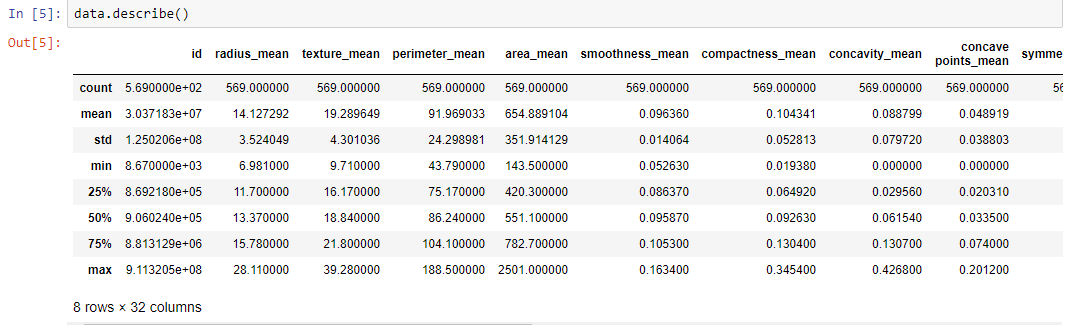 In [5]: data.describe()
Out[5]:
id radius_mean texture_mean perimeter_mean area_mean smoothness_mean compactness_mean concavity_mean concave points_mean symme
count 5.690000e+02 569.000000 569.000000 569.000000 569.000000 569.000000 569.000000 569.000000 569.000000 56
mean 3.037183e+07 14.127292 19.289649 91.969033 654.889104 0.096360 0.104341 0.088799 0.048919
std 1.250206e+08 3.524049 4.301036 24.298981 351.914129 0.014064 0.052813 0.079720 0.038803
min 8.670000e+03 6.981000 9.710000 43.790000 143.500000 0.052630 0.019380 0.000000 0.000000
25% 8.692180e+05 11.700000 16.170000 75.170000 420.300000 0.086370 0.064920 0.029560 0.020310
50% 9.060240e+05 13.370000 18.840000 86.240000 551.100000 0.095870 0.092630 0.061540 0.033500
75% 8.813129e+06 15.780000 21.800000 104.100000 782.700000 0.105300 0.130400 0.130700 0.074000
max 9.113205e+08 28.110000 39.280000 188.500000 2501.000000 0.163400 0.345400 0.426800 0.201200
8 rows × 32 columns